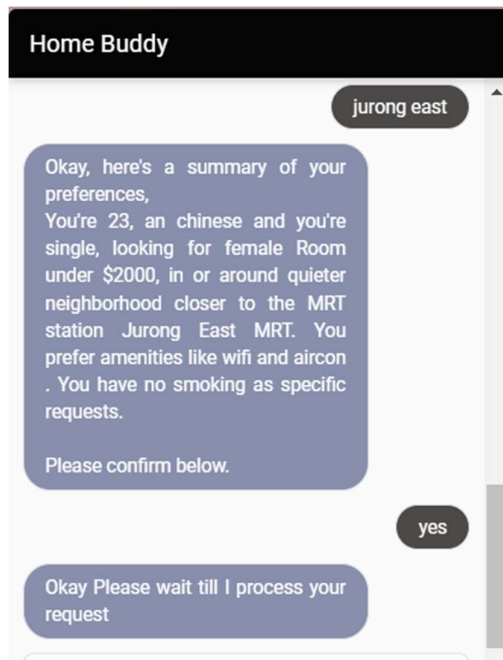 Home Buddy
jurong east
Okay, here's a summary of your
preferences,
You're 23, an chinese and you're
single, looking for female Room
under $2000, in or around quieter
neighborhood closer to the MRT
station Jurong East MRT. You
prefer amenities like wifi and aircon
. You have no smoking as specific
requests.
Please confirm below.
yes
Okay Please wait till I process your
request